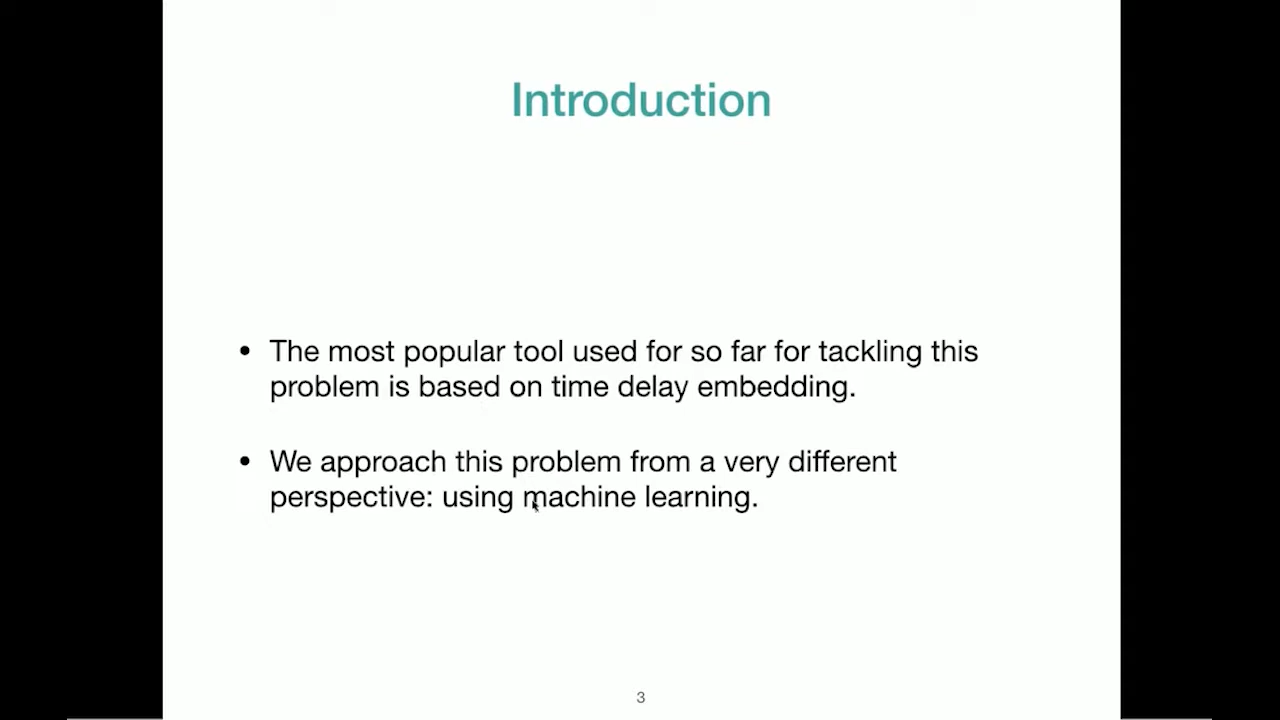 Introduction
• The most popular tool used for so far for tackling this
problem is based on time delay embedding.
• We approach this problem from a very different
perspective: using machine learning.
3